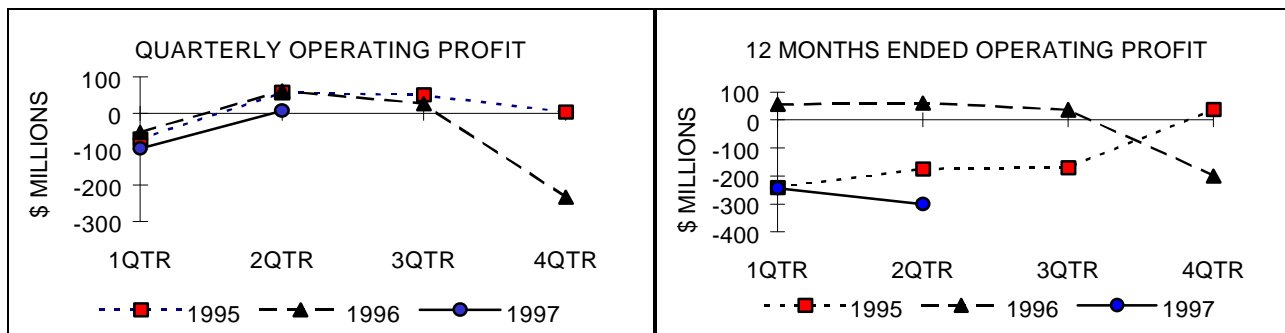 QUARTERLY OPERATING PROFIT
$ MILLIONS
100
0
-100
-200
-300
1QTR 2QTR 3QTR 4QTR
1995 1996 1997
12 MONTHS ENDED OPERATING PROFIT
$ MILLIONS
100
0
-100
-200
-300
-400
1QTR 2QTR 3QTR 4QTR
1995 1996 1997